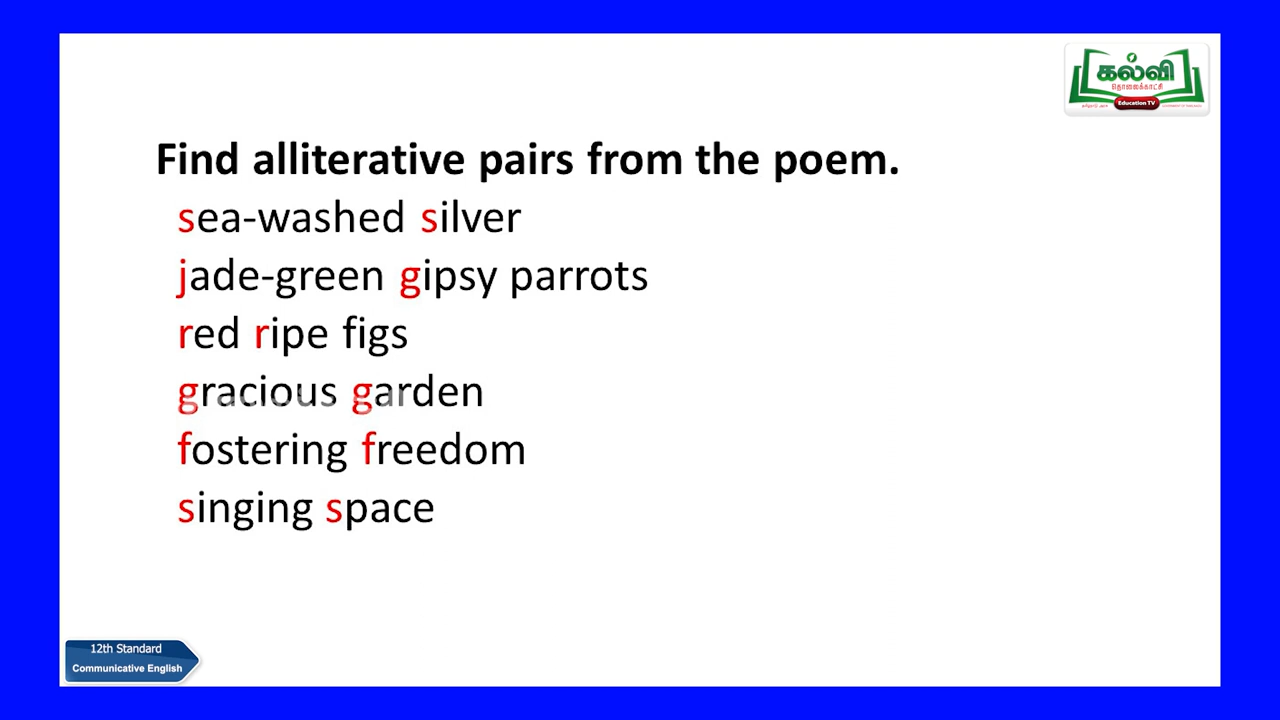 கல்வி
தொலைக்காட்சி
Education TV
Find alliterative pairs from the poem.
sea-washed silver
jade-green gipsy parrots
red ripe figs
gracious garden
fostering freedom
singing space
12th Standard
Communicative English